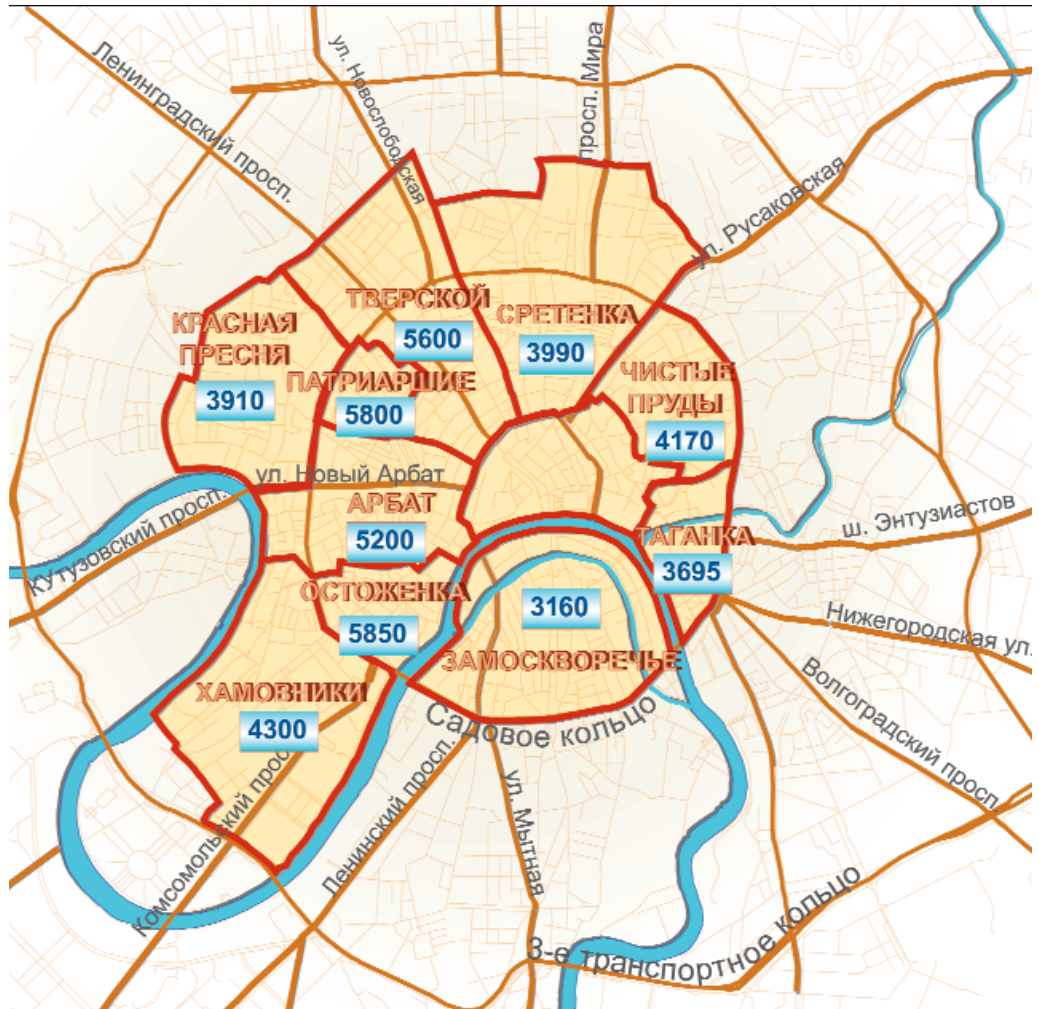 Ленинградский просп.
ул. Новослободская
просп. Мира
ул. Русаковская
ТВЕРСКОЙ
5600
СРЕТЕНКА
3990
КРАСНАЯ
ПРЕСНЯ
3910
ПАТРИАРШИЕ
5800
ЧИСТЫЕ
ПРУДЫ
4170
ул. Новый Арбат
АРБАТ
5200
Кутузовский просп.
ш. Энтузиастов
ТАГАНКА
3695
ОСТОЖЕНКА
5850
3160
ЗАМОСКВОРЕЧЬЕ
Нижегородская ул.
Волгоградский просп.
ХАМОВНИКИ
4300
Садовое кольцо
Комсомольский просп.
Ленинский просп.
ул. Мытная
3-е транспортное кольцо